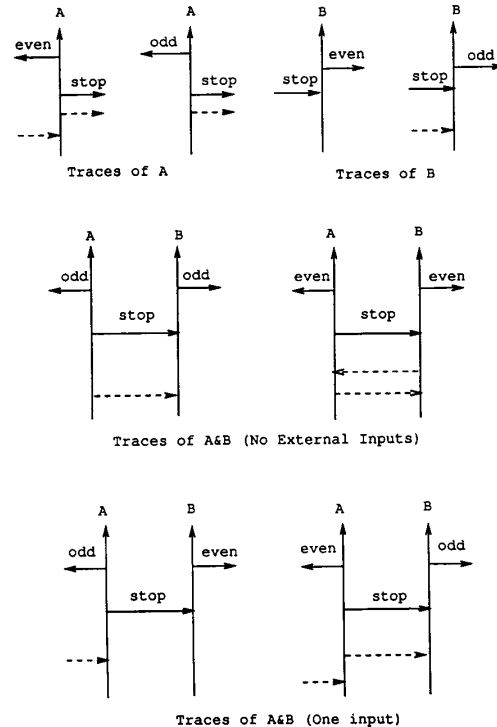 A A B B
even odd even odd
stop stop stop stop
Traces of A Traces of B
A B A B
odd odd even even
stop stop
Traces of A&B (No External Inputs)
A B A B
odd even even odd
stop stop
Traces of A&B (One input)